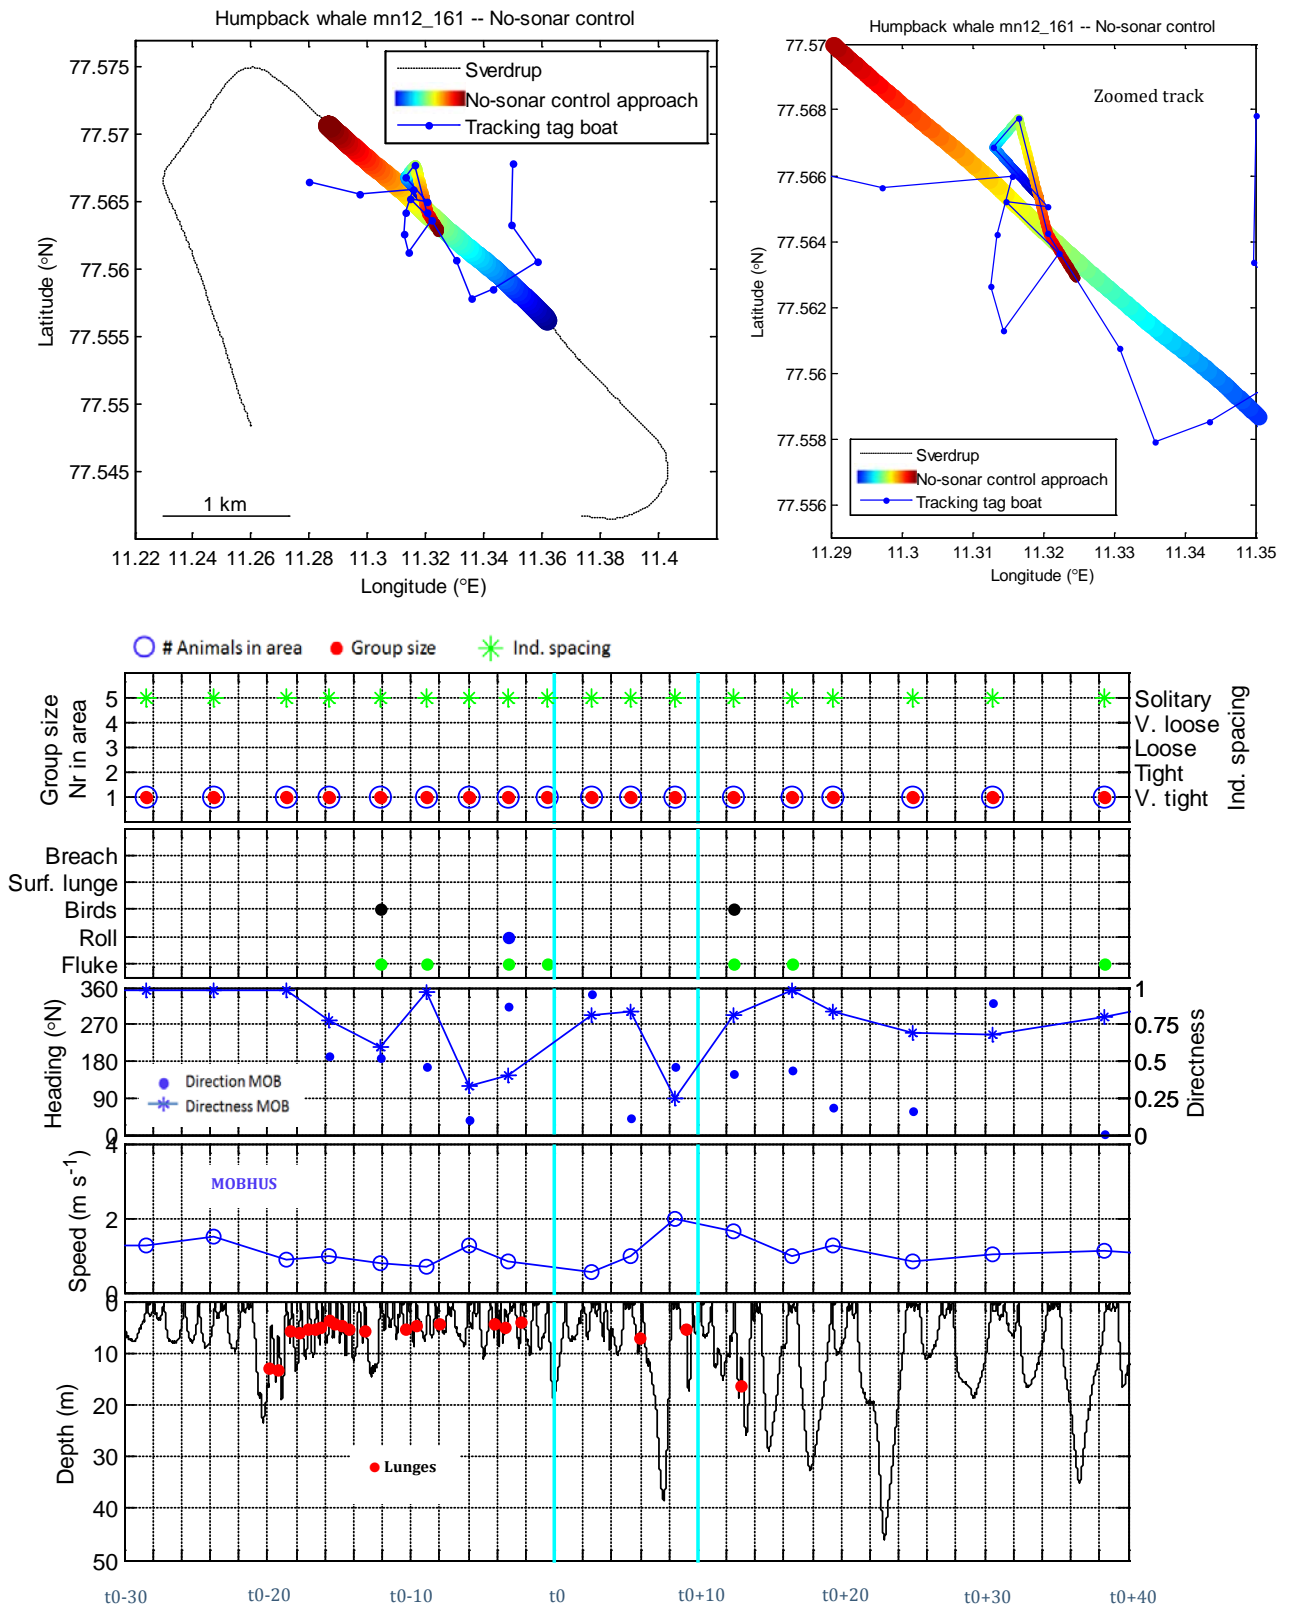 Humpback whale mn12_161 -- No-sonar control
77.575
77.57
77.565
77.56
77.555
77.55
77.545
Latitude (°N)
Sverdrup
No-sonar control approach
Tracking tag boat
1 km
11.22 11.24 11.26 11.28 11.3 11.32 11.34 11.36 11.38 11.4
Longitude (°E)
Humpback whale mn12_161 -- No-sonar control
77.57
77.568
77.566
77.564
77.562
77.56
77.558
77.556
Latitude (°N)
Zoomed track
Sverdrup
No-sonar control approach
Tracking tag boat
11.29 11.3 11.31 11.32 11.33 11.34 11.35
Longitude (°E)
# Animals in area Group size Ind. spacing
Group size
Nr in area
5
4
3
2
1
Solitary
V. loose
Loose
Tight
V. tight
Ind. spacing
Breach
Surf. lunge
Birds
Roll
Fluke
Heading (°N)
360
270
180
90
0
Direction MOB
Directness MOB
1
0.75
0.5
0.25
0
Directness
Speed (m s-1)
4
2
0
MOBHUS
Depth (m)
0
10
20
30
40
50
Lunges
t0-30 t0-20 t0-10 t0 t0+10 t0+20 t0+30 t0+40